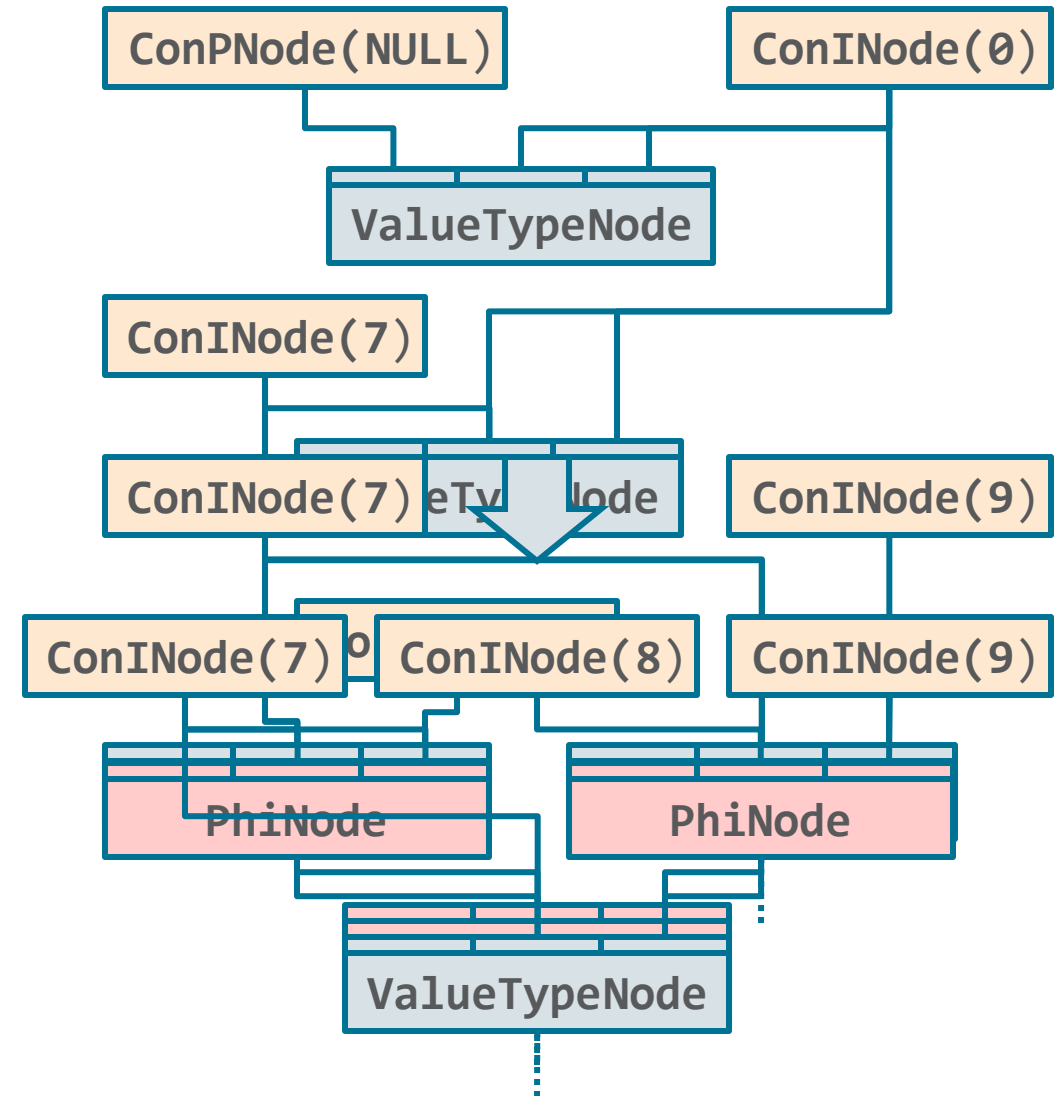 ConPNode(NULL) ConINode(0)
ValueTypeNode
ConINode(7)
ConINode(7) ConINode(9)
ConINode(7) ConINode(8) ConINode(9)
PhiNode PhiNode
ValueTypeNode